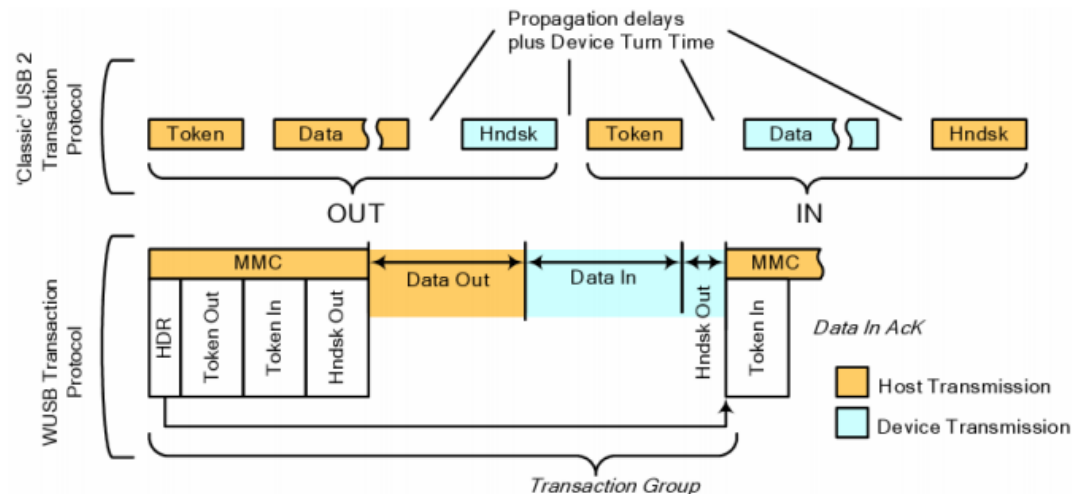 Propagation delays
plus Device Turn Time
'Classic' USB 2
Transaction
Protocol
Token
Data
Hndsk
Token
Data
Hndsk
OUT
IN
WUSB Transaction
Protocol
MMC
Data Out
Data In
MMC
HDR
Token Out
Token In
Hndsk Out
Hndsk Out
Token In
Data In AcK
Host Transmission
Device Transmission
Transaction Group